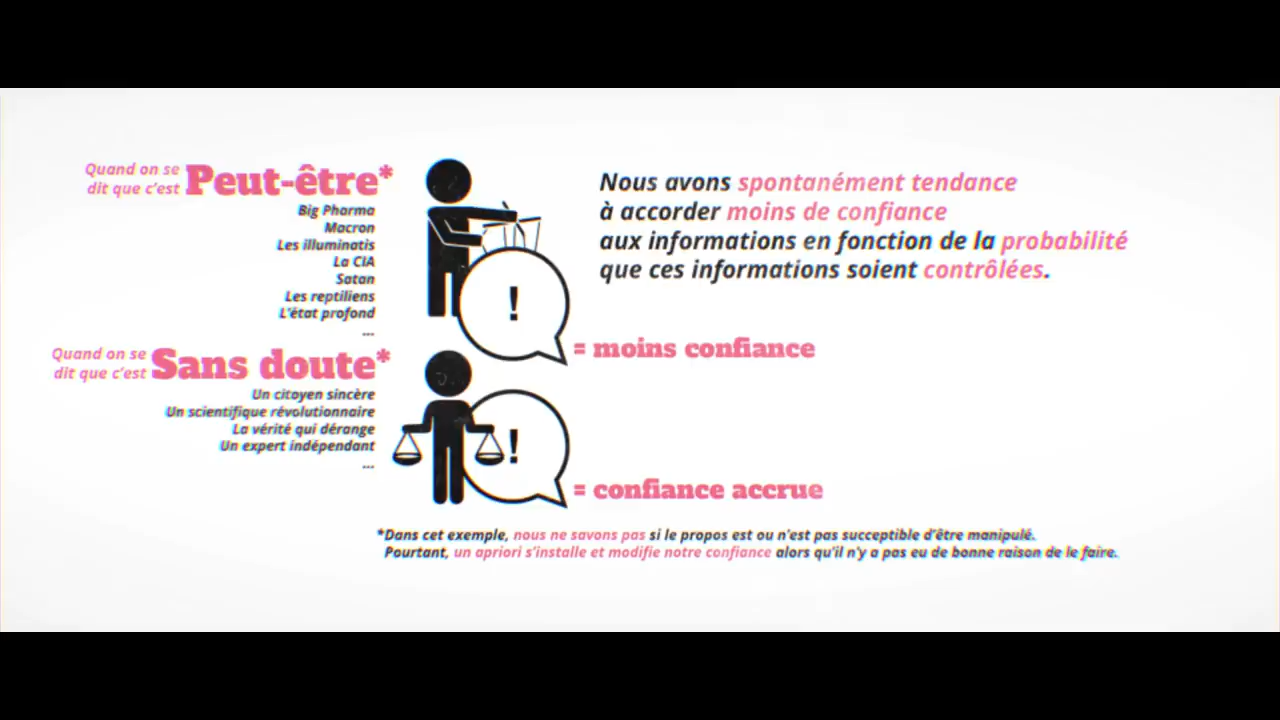 Quand on se
dit que c'est Peut-être*
Big Pharma
Macron
Les illuminatis
La CIA
Satan
Les reptiliens
L'état profond
...
Nous avons spontanément tendance
à accorder moins de confiance
aux informations en fonction de la probabilité
que ces informations soient contrôlées.
!
= moins confiance
Quand on se
dit que c'est Sans doute*
Un citoyen sincère
Un scientifique révolutionnaire
La vérité qui dérange
Un expert indépendant
...
!
= confiance accrue
*Dans cet exemple, nous ne savons pas si le propos est ou n'est pas succeptible d'être manipulé.
Pourtant, un apriori s'installe et modifie notre confiance alors qu'il n'y a pas eu de bonne raison de le faire.